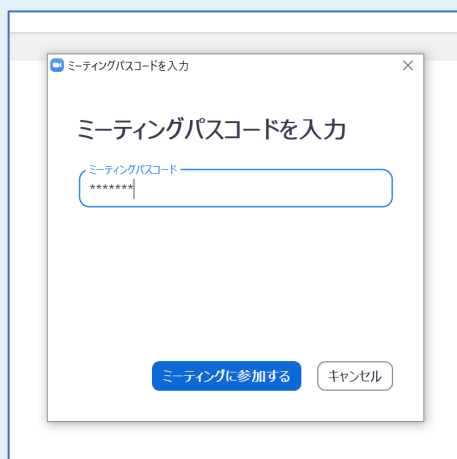 ミーティングパスコードを入力
ミーティングパスコードを入力
ミーティングパスコード
*******
ミーティングに参加する
キャンセル